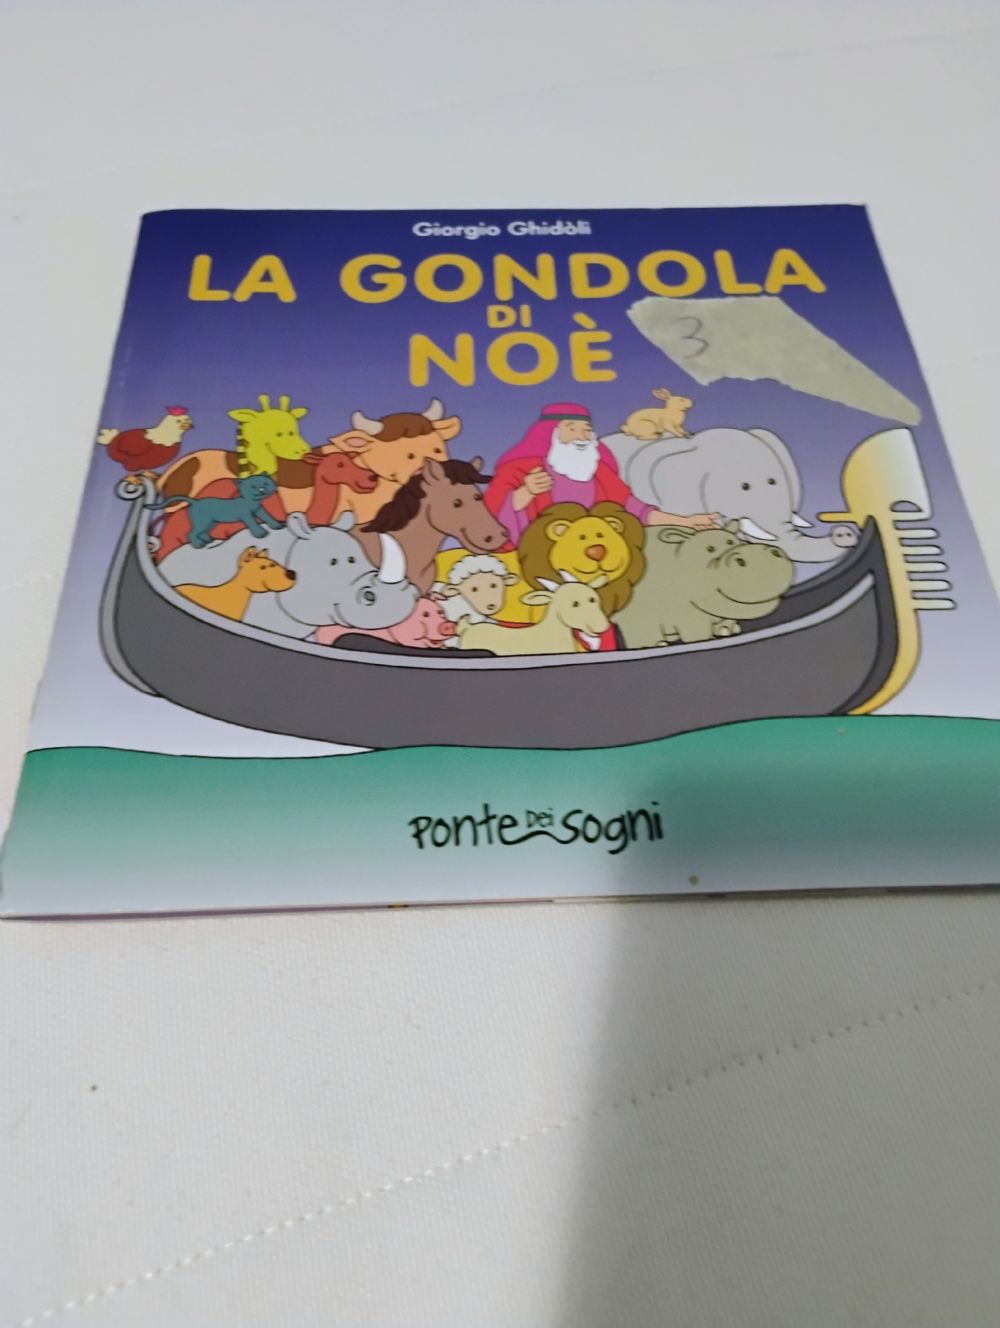 Giorgio Ghidòli
LA GONDOLA
DI
NOÈ
3
Ponte Dei Sogni